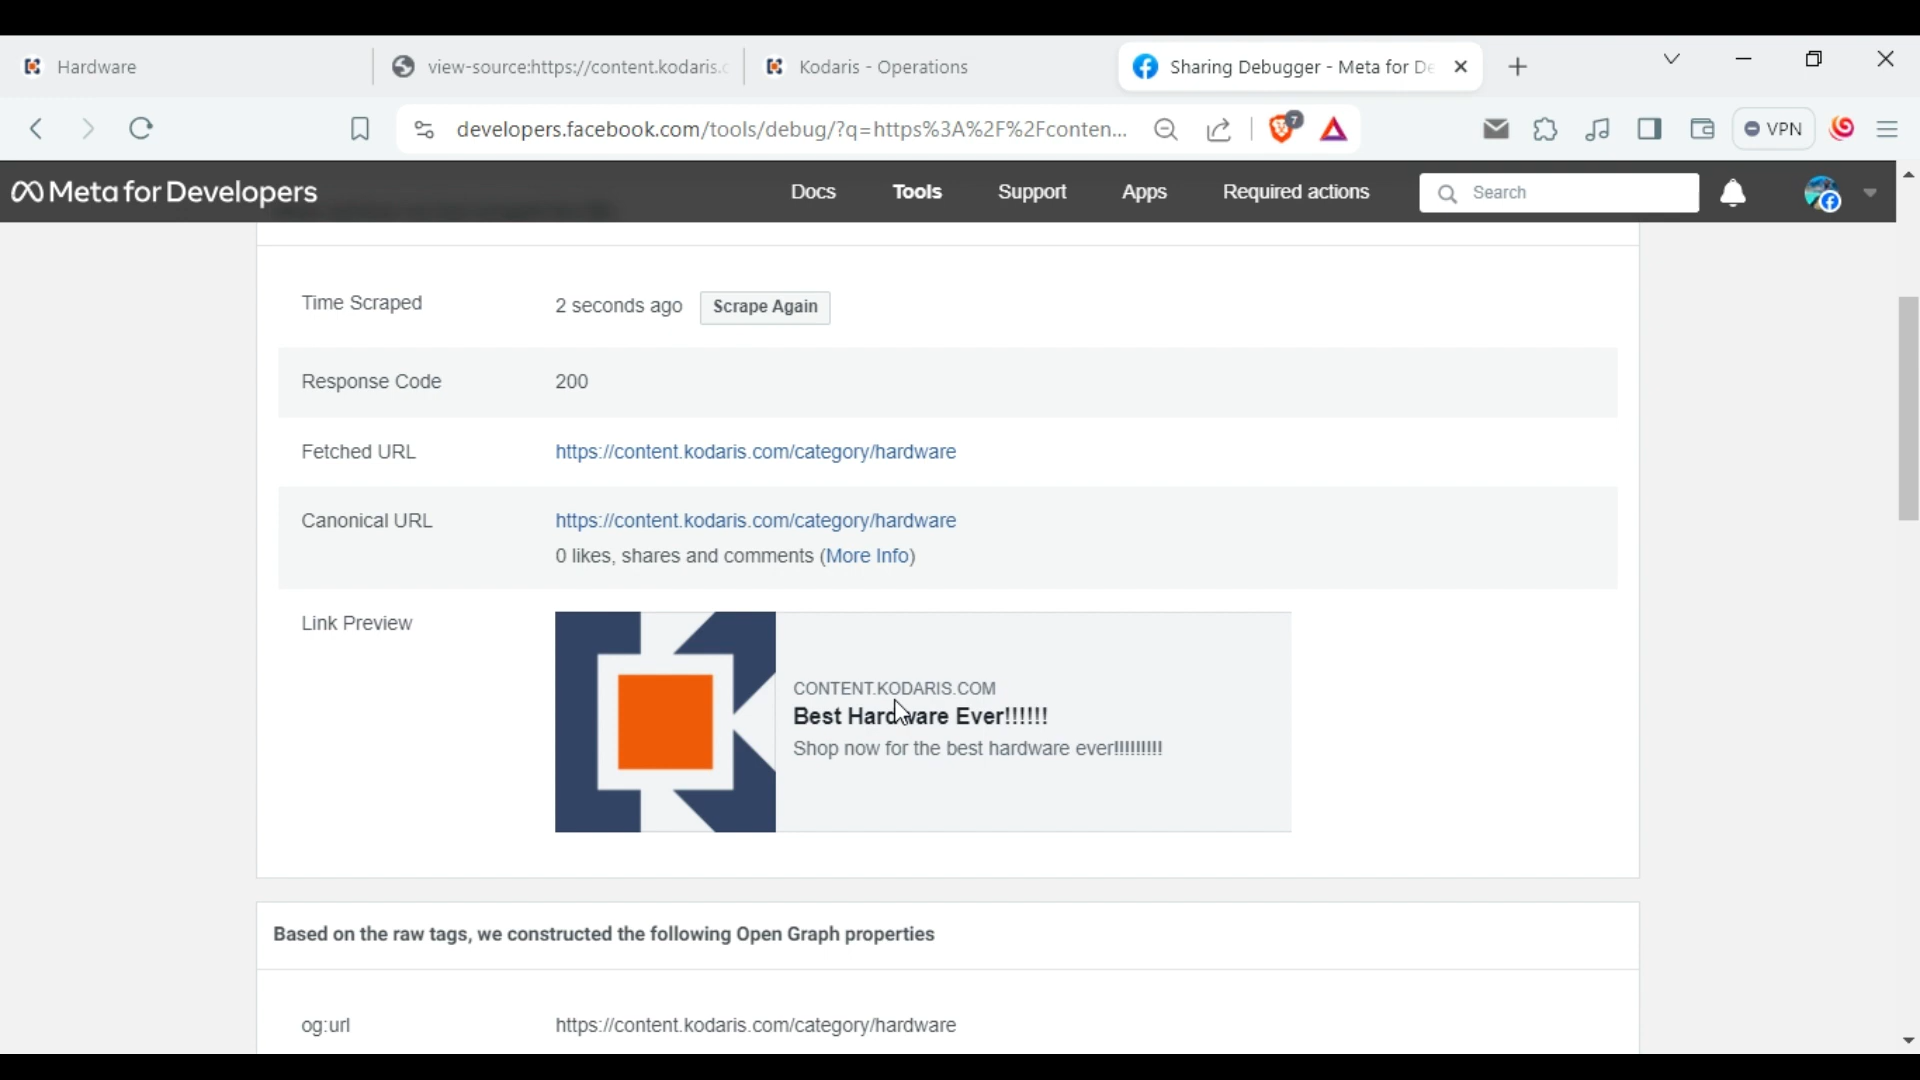 Hardware
view-source:https://content.kodaris.c
Kodaris - Operations
Sharing Debugger - Meta for De
developers.facebook.com/tools/debug/?q=https%3A%2F%2Fconten...
7
VPN
Meta for Developers
Docs
Tools
Support
Apps
Required actions
Search
Time Scraped
2 seconds ago
Scrape Again
Response Code
200
Fetched URL
https://content.kodaris.com/category/hardware
Canonical URL
https://content.kodaris.com/category/hardware
0 likes, shares and comments (More Info)
Link Preview
CONTENT.KODARIS.COM
Best Hardware Ever!!!!!!
Shop now for the best hardware ever!!!!!!!!!
Based on the raw tags, we constructed the following Open Graph properties
og:url
https://content.kodaris.com/category/hardware